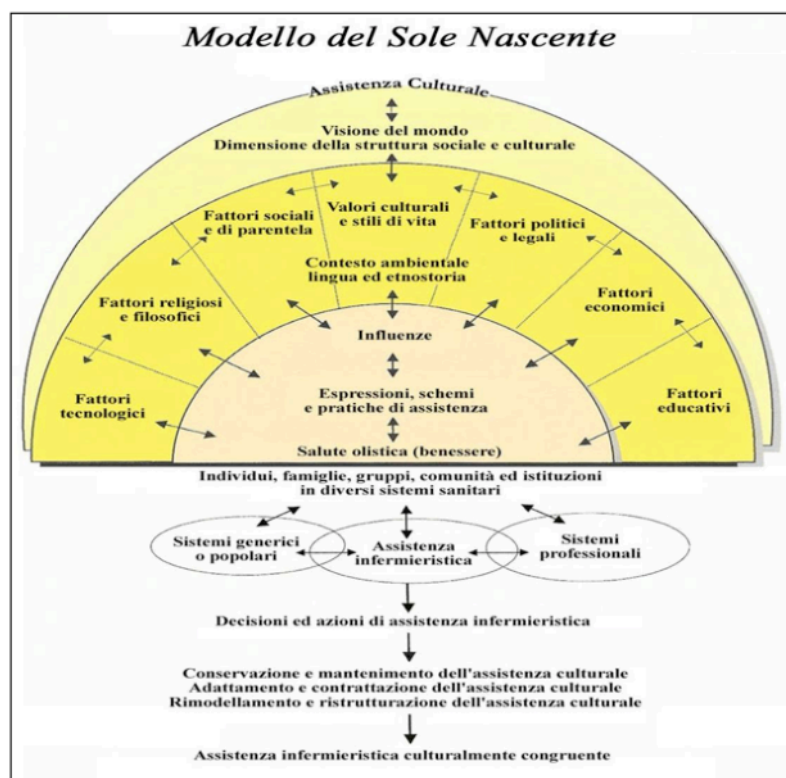 Modello del Sole Nascente
Assistenza Culturale
Visione del mondo
Dimensione della struttura sociale e culturale
Fattori sociali
e di parentela
Valori culturali
e stili di vita
Fattori politici
e legali
Contesto ambientale
lingua ed etnostoria
Fattori religiosi
e filosofici
Fattori
economici
Influenze
Fattori
tecnologici
Espressioni, schemi
e pratiche di assistenza
Fattori
educativi
Salute olistica (benessere)
Individui, famiglie, gruppi, comunità ed istituzioni
in diversi sistemi sanitari
Sistemi generici
o popolari
Assistenza
infermieristica
Sistemi
professionali
Decisioni ed azioni di assistenza infermieristica
Conservazione e mantenimento dell'assistenza culturale
Adattamento e contrattazione dell'assistenza culturale
Rimodellamento e ristrutturazione dell'assistenza culturale
Assistenza infermieristica culturalmente congruente